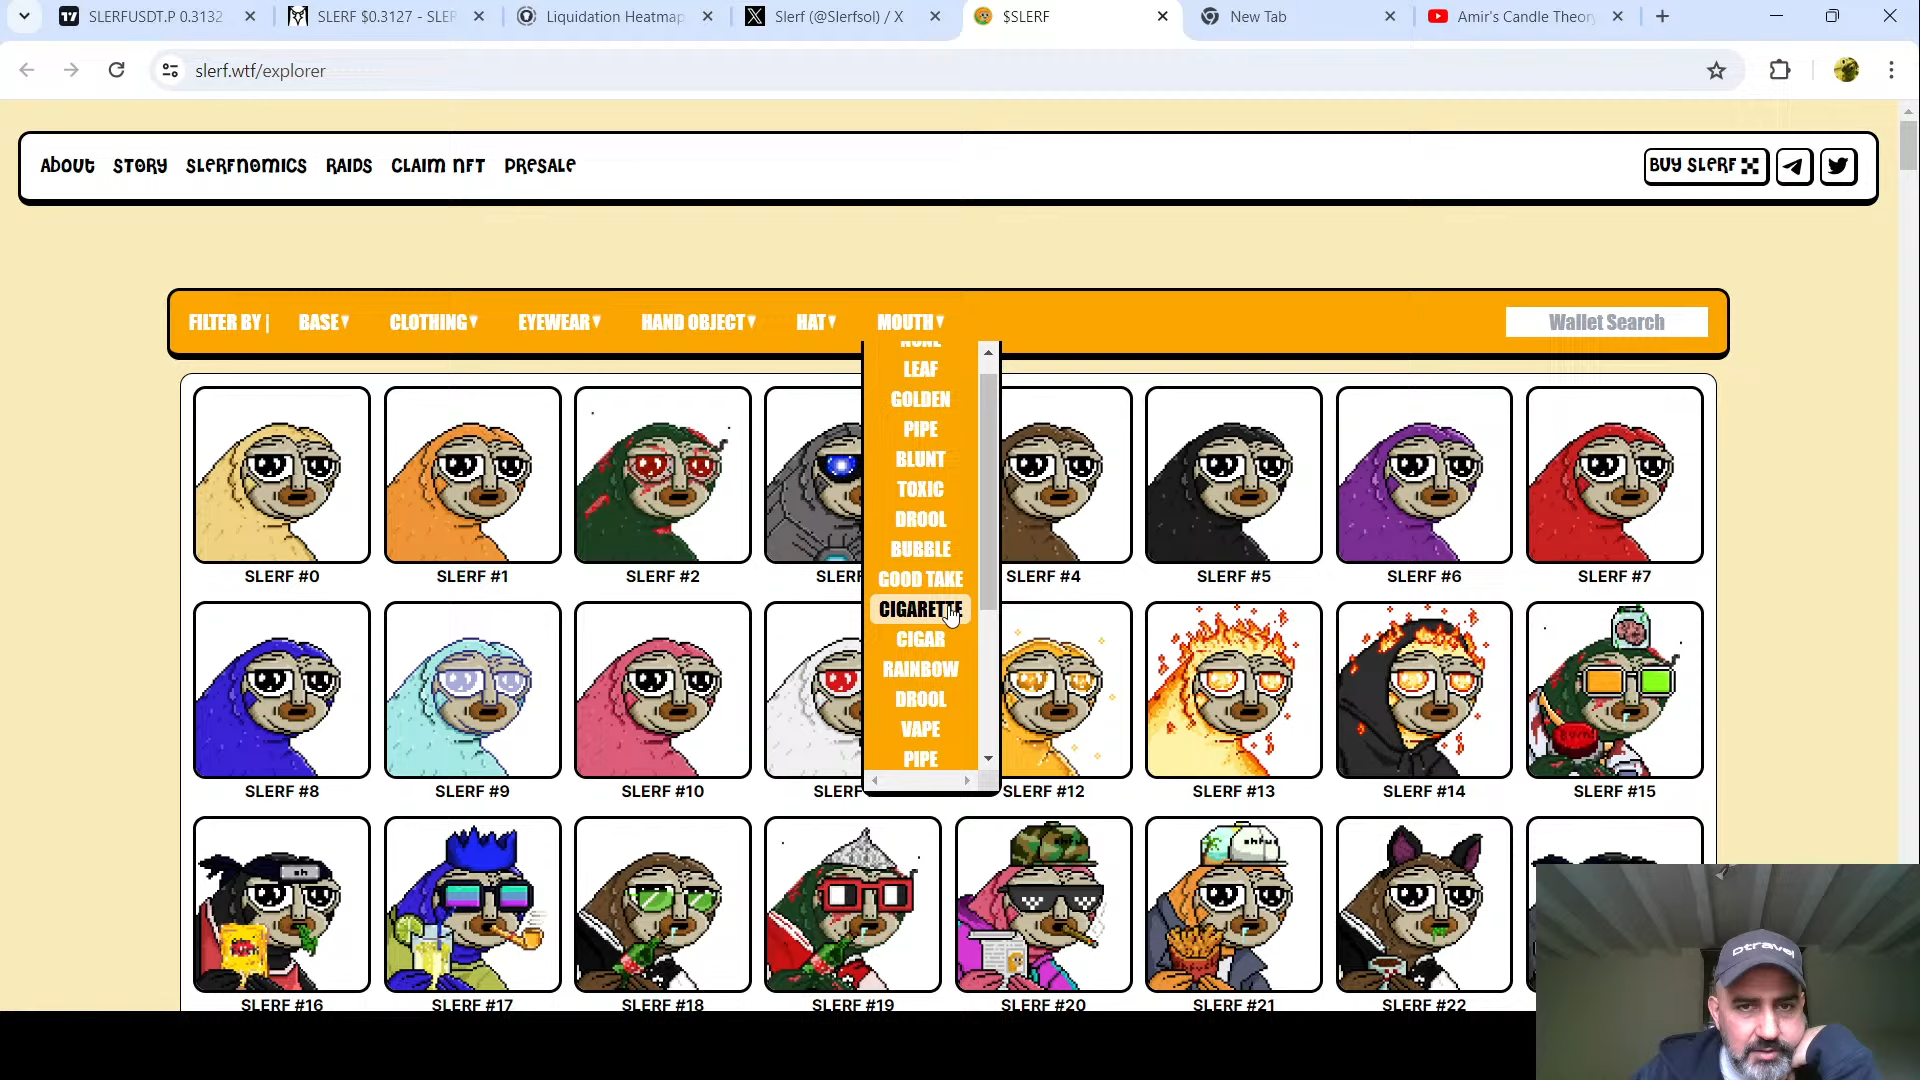 SLERFUSDT.P 0.3132
SLERF $0.3127 - SLER
Liquidation Heatmap
Slerf (@Slerfsol) / X
$SLERF
New Tab
Amir's Candle Theory
slerf.wtf/explorer
About STORY SLERFNOMICS RAIDS CLAIM NFT PRESALE
BUY SLERF
FILTER BY | BASE▾ CLOTHING▾ EYEWEAR▾ HAND OBJECT▾ HAT▾ MOUTH▾
Wallet Search
NONE
LEAF
GOLDEN
PIPE
BLUNT
TOXIC
DROOL
BUBBLE
GOOD TAKE
CIGARETTE
CIGAR
RAINBOW
DROOL
VAPE
PIPE
SLERF #0 SLERF #1 SLERF #2 SLERF SLERF #4 SLERF #5 SLERF #6 SLERF #7
SLERF #8 SLERF #9 SLERF #10 SLERF SLERF #12 SLERF #13 SLERF #14 SLERF #15
SLERF #16 SLERF #17 SLERF #18 SLERF #19 SLERF #20 SLERF #21 SLERF #22
ptravel